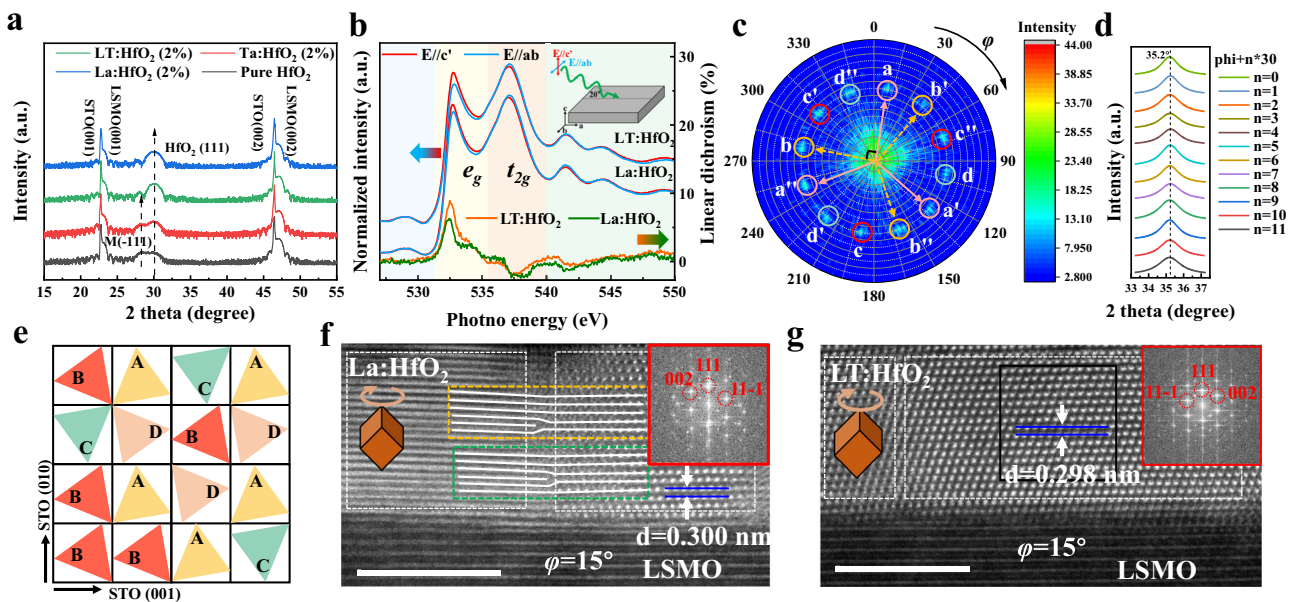 a
LT:HfO₂ (2%)
Ta:HfO₂ (2%)
La:HfO₂ (2%)
Pure HfO₂
Intensity (a.u.)
STO(001)
LSMO(001)
HfO₂ (111)
STO(002)
LSMO(002)
M(-111)
15 20 25 30 35 40 45 50 55
2 theta (degree)
b
E//c' E//ab
E//c'
E//ab
20°
c
b a
LT:HfO₂
La:HfO₂
e_g t_2g
LT:HfO₂ La:HfO₂
Normalized intensity (a.u.)
30
20
10
0
Linear dichroism (%)
530 540 550
Photno energy (eV)
c
0
30
60
90
120
150
180
210
240
270
300
330
φ
a
b'
c''
d
a'
b''
c
d'
a''
b
c'
d''
Intensity
44.00
38.85
33.70
28.55
23.40
18.25
13.10
7.950
2.800
d
35.2°
phi+n*30
n=0
n=1
n=2
n=3
n=4
n=5
n=6
n=7
n=8
n=9
n=10
n=11
Intensity (a.u.)
33 34 35 36 37
2 theta (degree)
e
B A C A
C D B D
B A D A
B B A C
STO (010)
STO (001)
f
La:HfO₂
111
002
11-1
d=0.300 nm
φ=15°
LSMO
g
LT:HfO₂
111
11-1
002
d=0.298 nm
φ=15°
LSMO